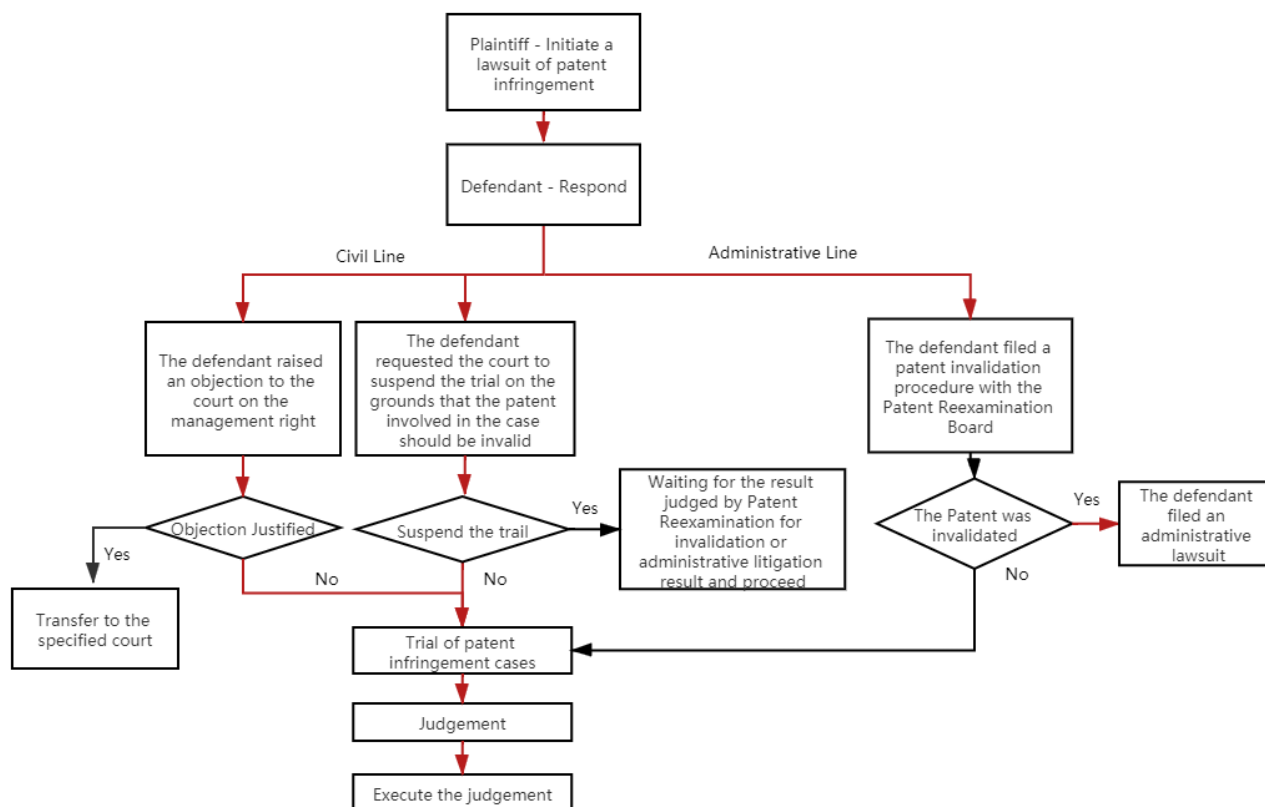 Plaintiff - Initiate a
lawsuit of patent
infringement
Defendant - Respond
Civil Line
Administrative Line
The defendant raised
an objection to the
court on the
management right
The defendant
requested the court to
suspend the trial on the
grounds that the patent
involved in the case
should be invalid
The defendant filed a
patent invalidation
procedure with the
Patent Reexamination
Board
Objection Justified
Yes
No
Suspend the trail
Yes
No
Waiting for the result
judged by Patent
Reexamination for
invalidation or
administrative litigation
result and proceed
The Patent was
invalidated
Yes
No
The defendant
filed an
administrative
lawsuit
Transfer to the
specified court
Trial of patent
infringement cases
Judgement
Execute the judgement